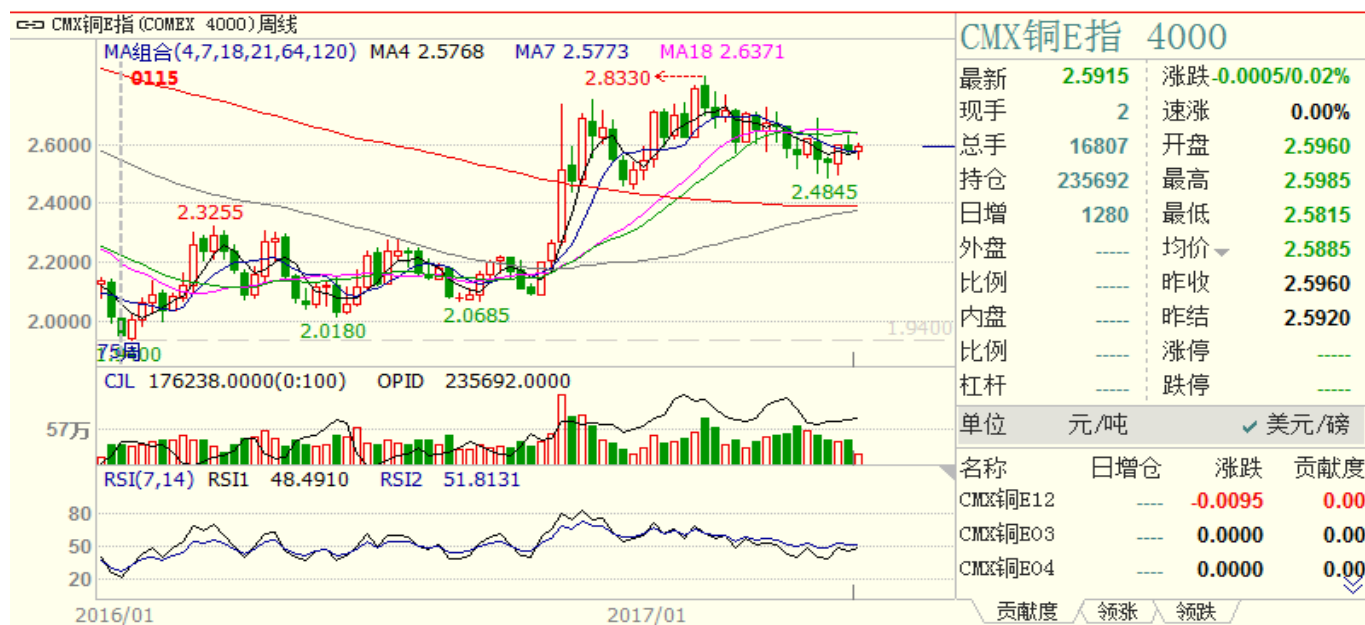 CMX铜E指(COMEX 4000)周线
MA组合(4,7,18,21,64,120) MA4 2.5768 MA7 2.5773 MA18 2.6371
0115
2.8330
2.6000
2.4845
2.4000
2.3255
2.2000
2.0685
2.0180
2.0000
1.9400
75周
1.9400
CJL 176238.0000(0:100) OPID 235692.0000
57万
RSI(7,14) RSI1 48.4910 RSI2 51.8131
80
50
20
2016/01 2017/01
CMX铜E指 4000
最新 2.5915 涨跌 -0.0005/0.02%
现手 2 速涨 0.00%
总手 16807 开盘 2.5960
持仓 235692 最高 2.5985
日增 1280 最低 2.5815
外盘 ----- 均价 2.5885
比例 ----- 昨收 2.5960
内盘 ----- 昨结 2.5920
比例 ----- 涨停 -----
杠杆 ----- 跌停 -----
单位 元/吨 ✓ 美元/磅
名称 日增仓 涨跌 贡献度
CMX铜E12 ---- -0.0095 0.00
CMX铜E03 ---- 0.0000 0.00
CMX铜E04 ---- 0.0000 0.00
贡献度 领涨 领跌